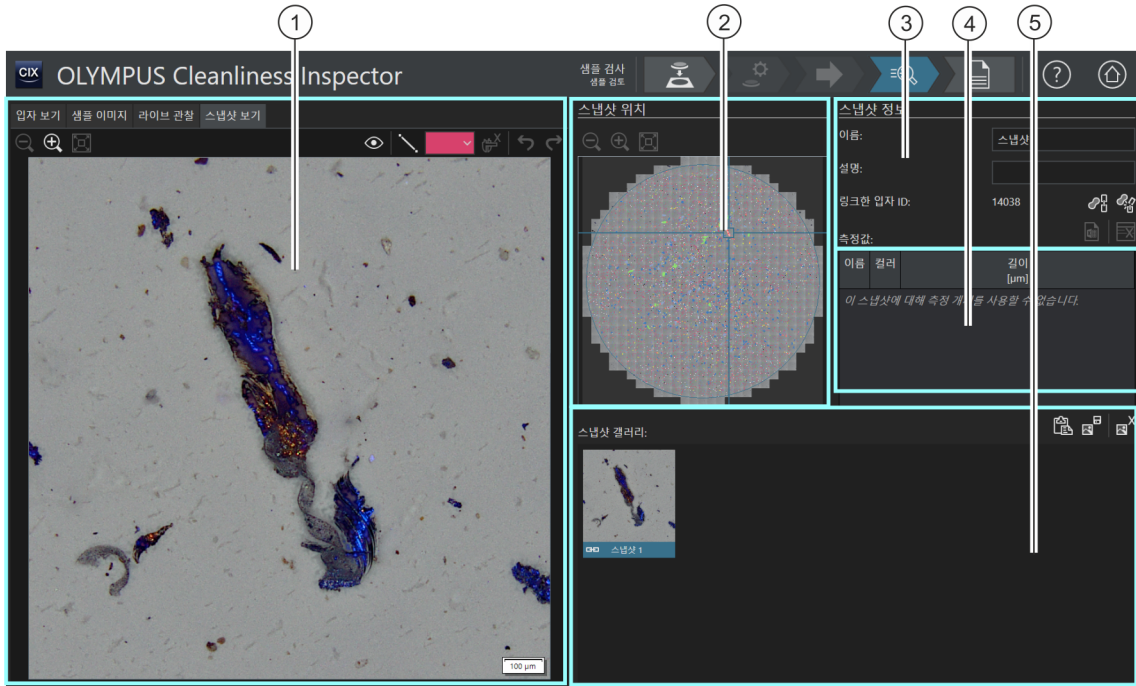 1 2 3 4 5
CIX OLYMPUS Cleanliness Inspector
샘플 검사
샘플 검토
?
입자 보기 샘플 이미지 라이브 관찰 스냅샷 보기
100 µm
스냅샷 위치
스냅샷 정보
이름: 스냅샷
설명:
링크한 입자 ID: 14038
측정값:
이름 컬러 길이
[µm]
이 스냅샷에 대해 측정 를 사용할 수 없습니다.
스냅샷 갤러리:
스냅샷 1